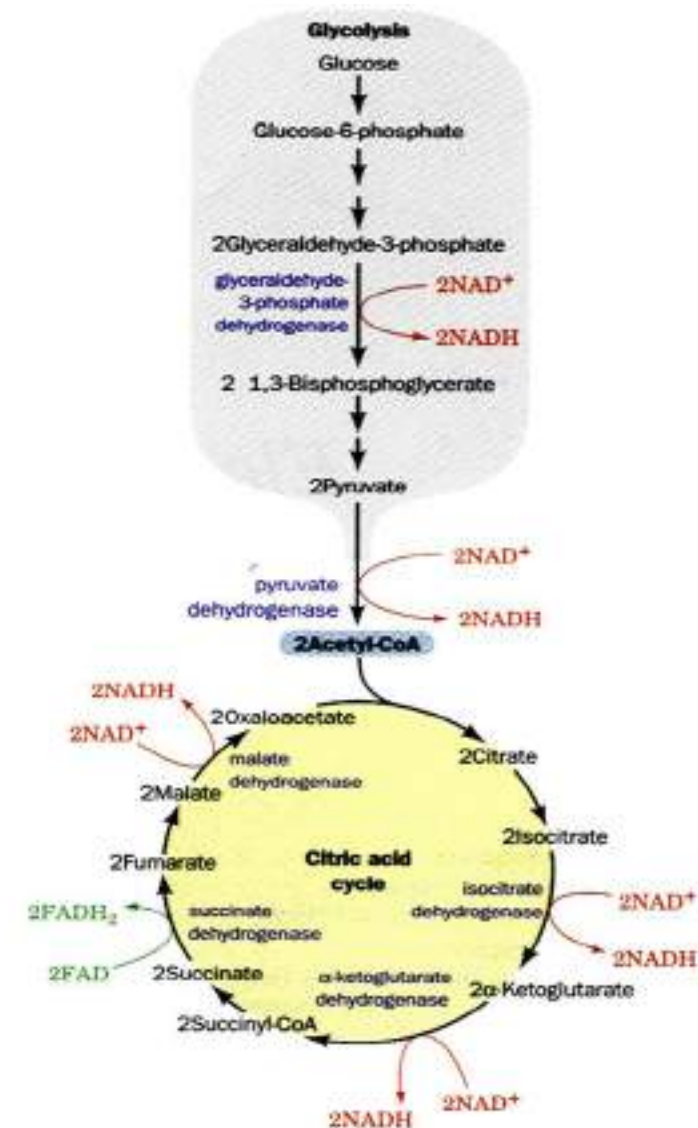 Glycolysis
Glucose
Glucose-6-phosphate
2Glyceraldehyde-3-phosphate
glyceraldehyde-
3-phosphate
dehydrogenase
2NAD⁺
2NADH
2 1,3-Bisphosphoglycerate
2Pyruvate
2NAD⁺
pyruvate
dehydrogenase
2NADH
2Acetyl-CoA
2NADH
2NAD⁺
2Oxaloacetate
malate
dehydrogenase
2Citrate
2Malate
2Isocitrate
2Fumarate
Citric acid
cycle
isocitrate
dehydrogenase
2NAD⁺
2NADH
2FADH₂
2FAD
succinate
dehydrogenase
2Succinate
α-ketoglutarate
dehydrogenase
2α-Ketoglutarate
2Succinyl-CoA
2NADH
2NAD⁺